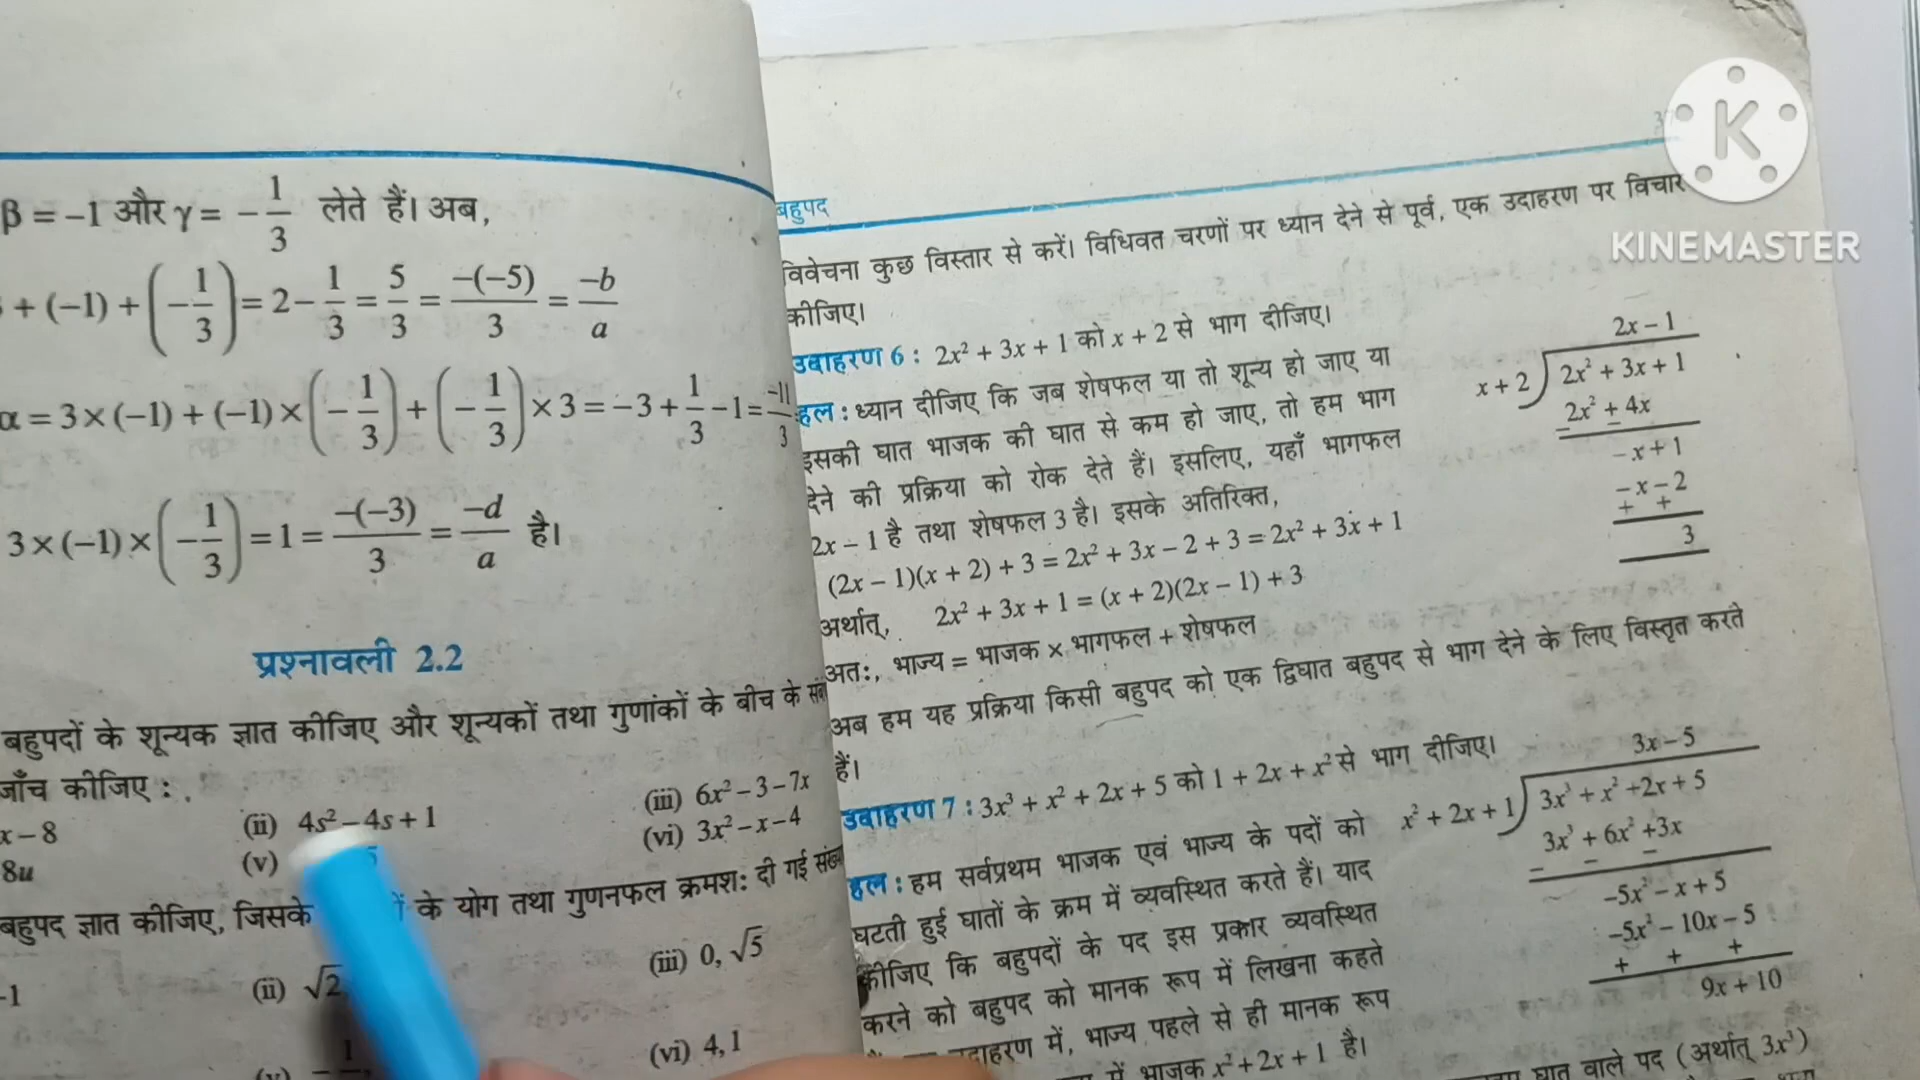 β = –1 और γ = –1/3 लेते हैं। अब,
+ (–1) + (–1/3) = 2 – 1/3 = 5/3 = –(–5)/3 = –b/a
α = 3 × (–1) + (–1) × (–1/3) + (–1/3) × 3 = –3 + 1/3 – 1 = –11/3
3 × (–1) × (–1/3) = 1 = –(–3)/3 = –d/a है।
प्रश्नावली 2.2
बहुपदों के शून्यक ज्ञात कीजिए और शून्यकों तथा गुणांकों के बीच के
जाँच कीजिए :
x – 8 (ii) 4s² – 4s + 1 (iii) 6x² – 3 – 7x
8u (v) (vi) 3x² – x – 4
बहुपद ज्ञात कीजिए, जिसके के योग तथा गुणनफल क्रमश: दी गई
–1 (ii) √2 (iii) 0, √5
(v) –1 (vi) 4, 1
बहुपद
विवेचना कुछ विस्तार से करें। विधिवत चरणों पर ध्यान देने से पूर्व, एक उदाहरण पर विचार
कीजिए।
उदाहरण 6 : 2x² + 3x + 1 को x + 2 से भाग दीजिए।
हल : ध्यान दीजिए कि जब शेषफल या तो शून्य हो जाए या
इसकी घात भाजक की घात से कम हो जाए, तो हम भाग
देने की प्रक्रिया को रोक देते हैं। इसलिए, यहाँ भागफल
2x – 1 है तथा शेषफल 3 है। इसके अतिरिक्त,
(2x – 1)(x + 2) + 3 = 2x² + 3x – 2 + 3 = 2x² + 3x + 1
अर्थात्, 2x² + 3x + 1 = (x + 2)(2x – 1) + 3
अत:, भाज्य = भाजक × भागफल + शेषफल
2x – 1
x + 2 ) 2x² + 3x + 1
2x² + 4x
– –
– x + 1
– x – 2
+ +
3
अब हम यह प्रक्रिया किसी बहुपद को एक द्विघात बहुपद से भाग देने के लिए विस्तृत करते
हैं।
उदाहरण 7 : 3x³ + x² + 2x + 5 को 1 + 2x + x² से भाग दीजिए।
हल : हम सर्वप्रथम भाजक एवं भाज्य के पदों को
घटती हुई घातों के क्रम में व्यवस्थित करते हैं। याद
कीजिए कि बहुपदों के पद इस प्रकार व्यवस्थित
करने को बहुपद को मानक रूप में लिखना कहते
उदाहरण में, भाज्य पहले से ही मानक रूप
में भाजक x² + 2x + 1 है।
3x – 5
x² + 2x + 1 ) 3x³ + x² + 2x + 5
3x³ + 6x² + 3x
– – –
–5x² – x + 5
–5x² – 10x – 5
+ + +
9x + 10
घात वाले पद (अर्थात् 3x³)
K
KINEMASTER